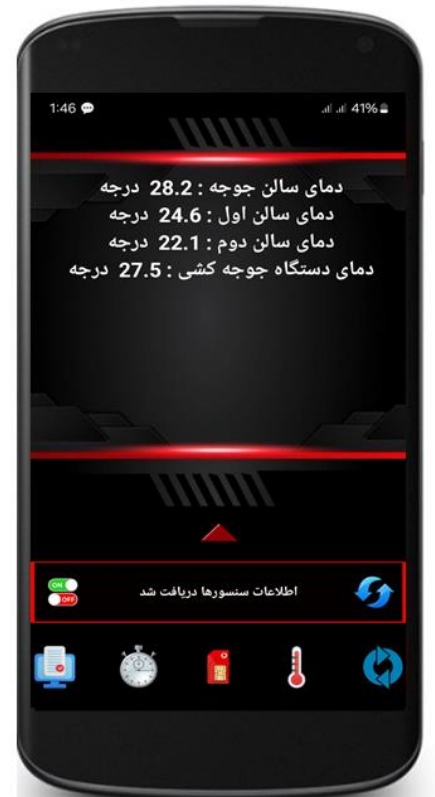 1:46
41%
دمای سالن جوجه : 28.2 درجه
دمای سالن اول : 24.6 درجه
دمای سالن دوم : 22.1 درجه
دمای دستگاه جوجه کشی : 27.5 درجه
ON
اطلاعات سنسورها دریافت شد
OFF